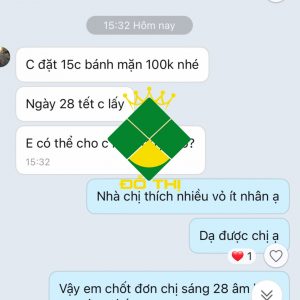 15:32 Hôm nay
C đặt 15c bánh mặn 100k nhé
Ngày 28 tết c lấy
E có thể cho c
15:32
ĐÔ THỊ
Nhà chị thích nhiều vỏ ít nhân ạ
Dạ được chị ạ
1
Vậy em chốt đơn chị sáng 28 âm